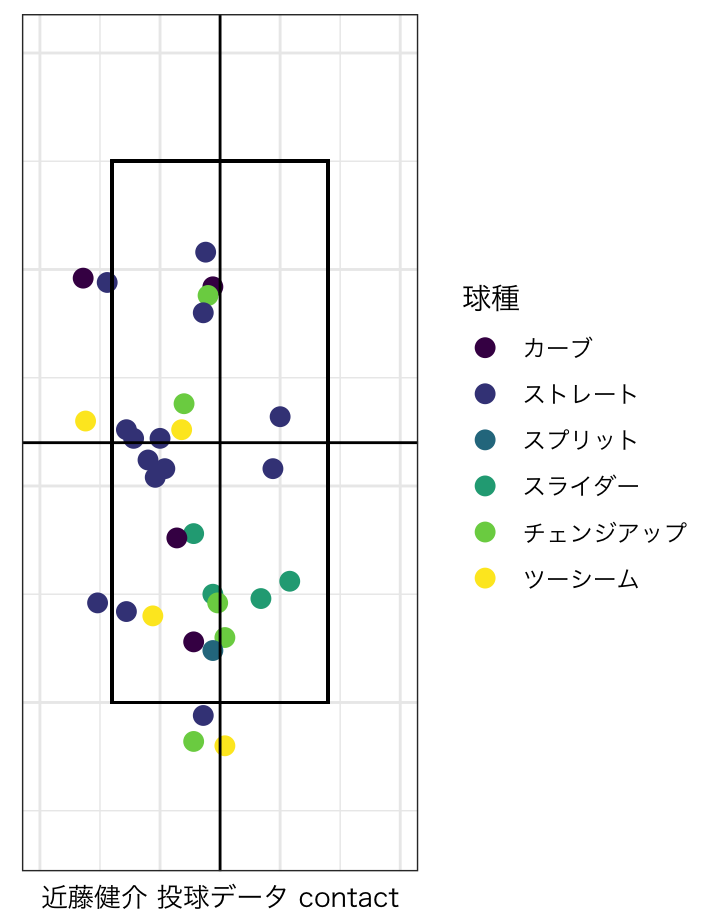 球種
カーブ
ストレート
スプリット
スライダー
チェンジアップ
ツーシーム
近藤健介 投球データ contact